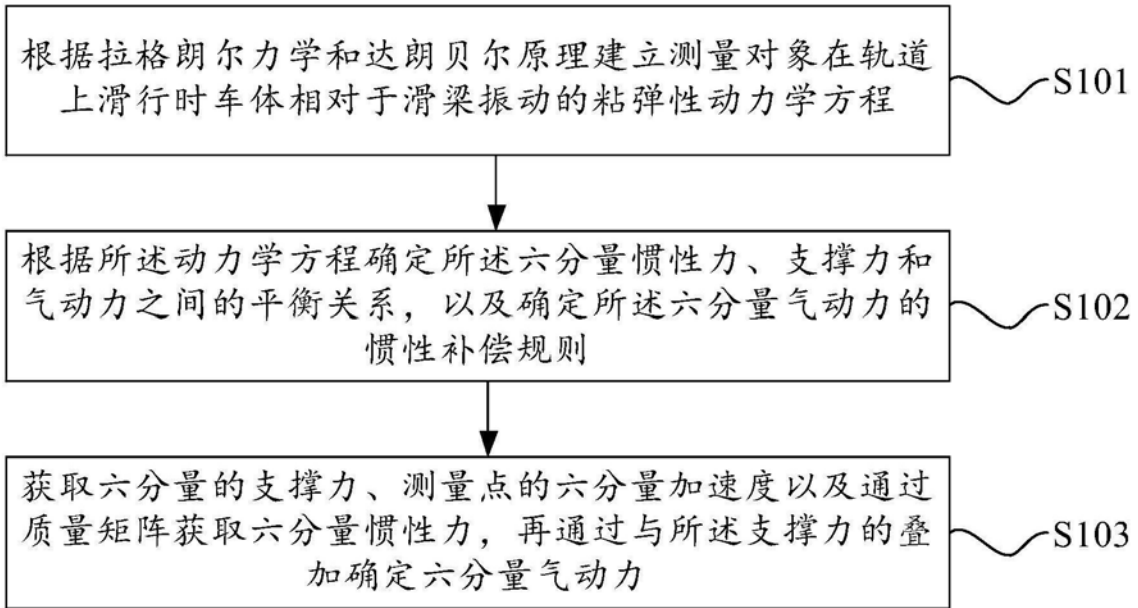 根据拉格朗尔力学和达朗贝尔原理建立测量对象在轨道
上滑行时车体相对于滑梁振动的粘弹性动力学方程
S101
根据所述动力学方程确定所述六分量惯性力、支撑力和
气动力之间的平衡关系，以及确定所述六分量气动力的
惯性补偿规则
S102
获取六分量的支撑力、测量点的六分量加速度以及通过
质量矩阵获取六分量惯性力，再通过与所述支撑力的叠
加确定六分量气动力
S103